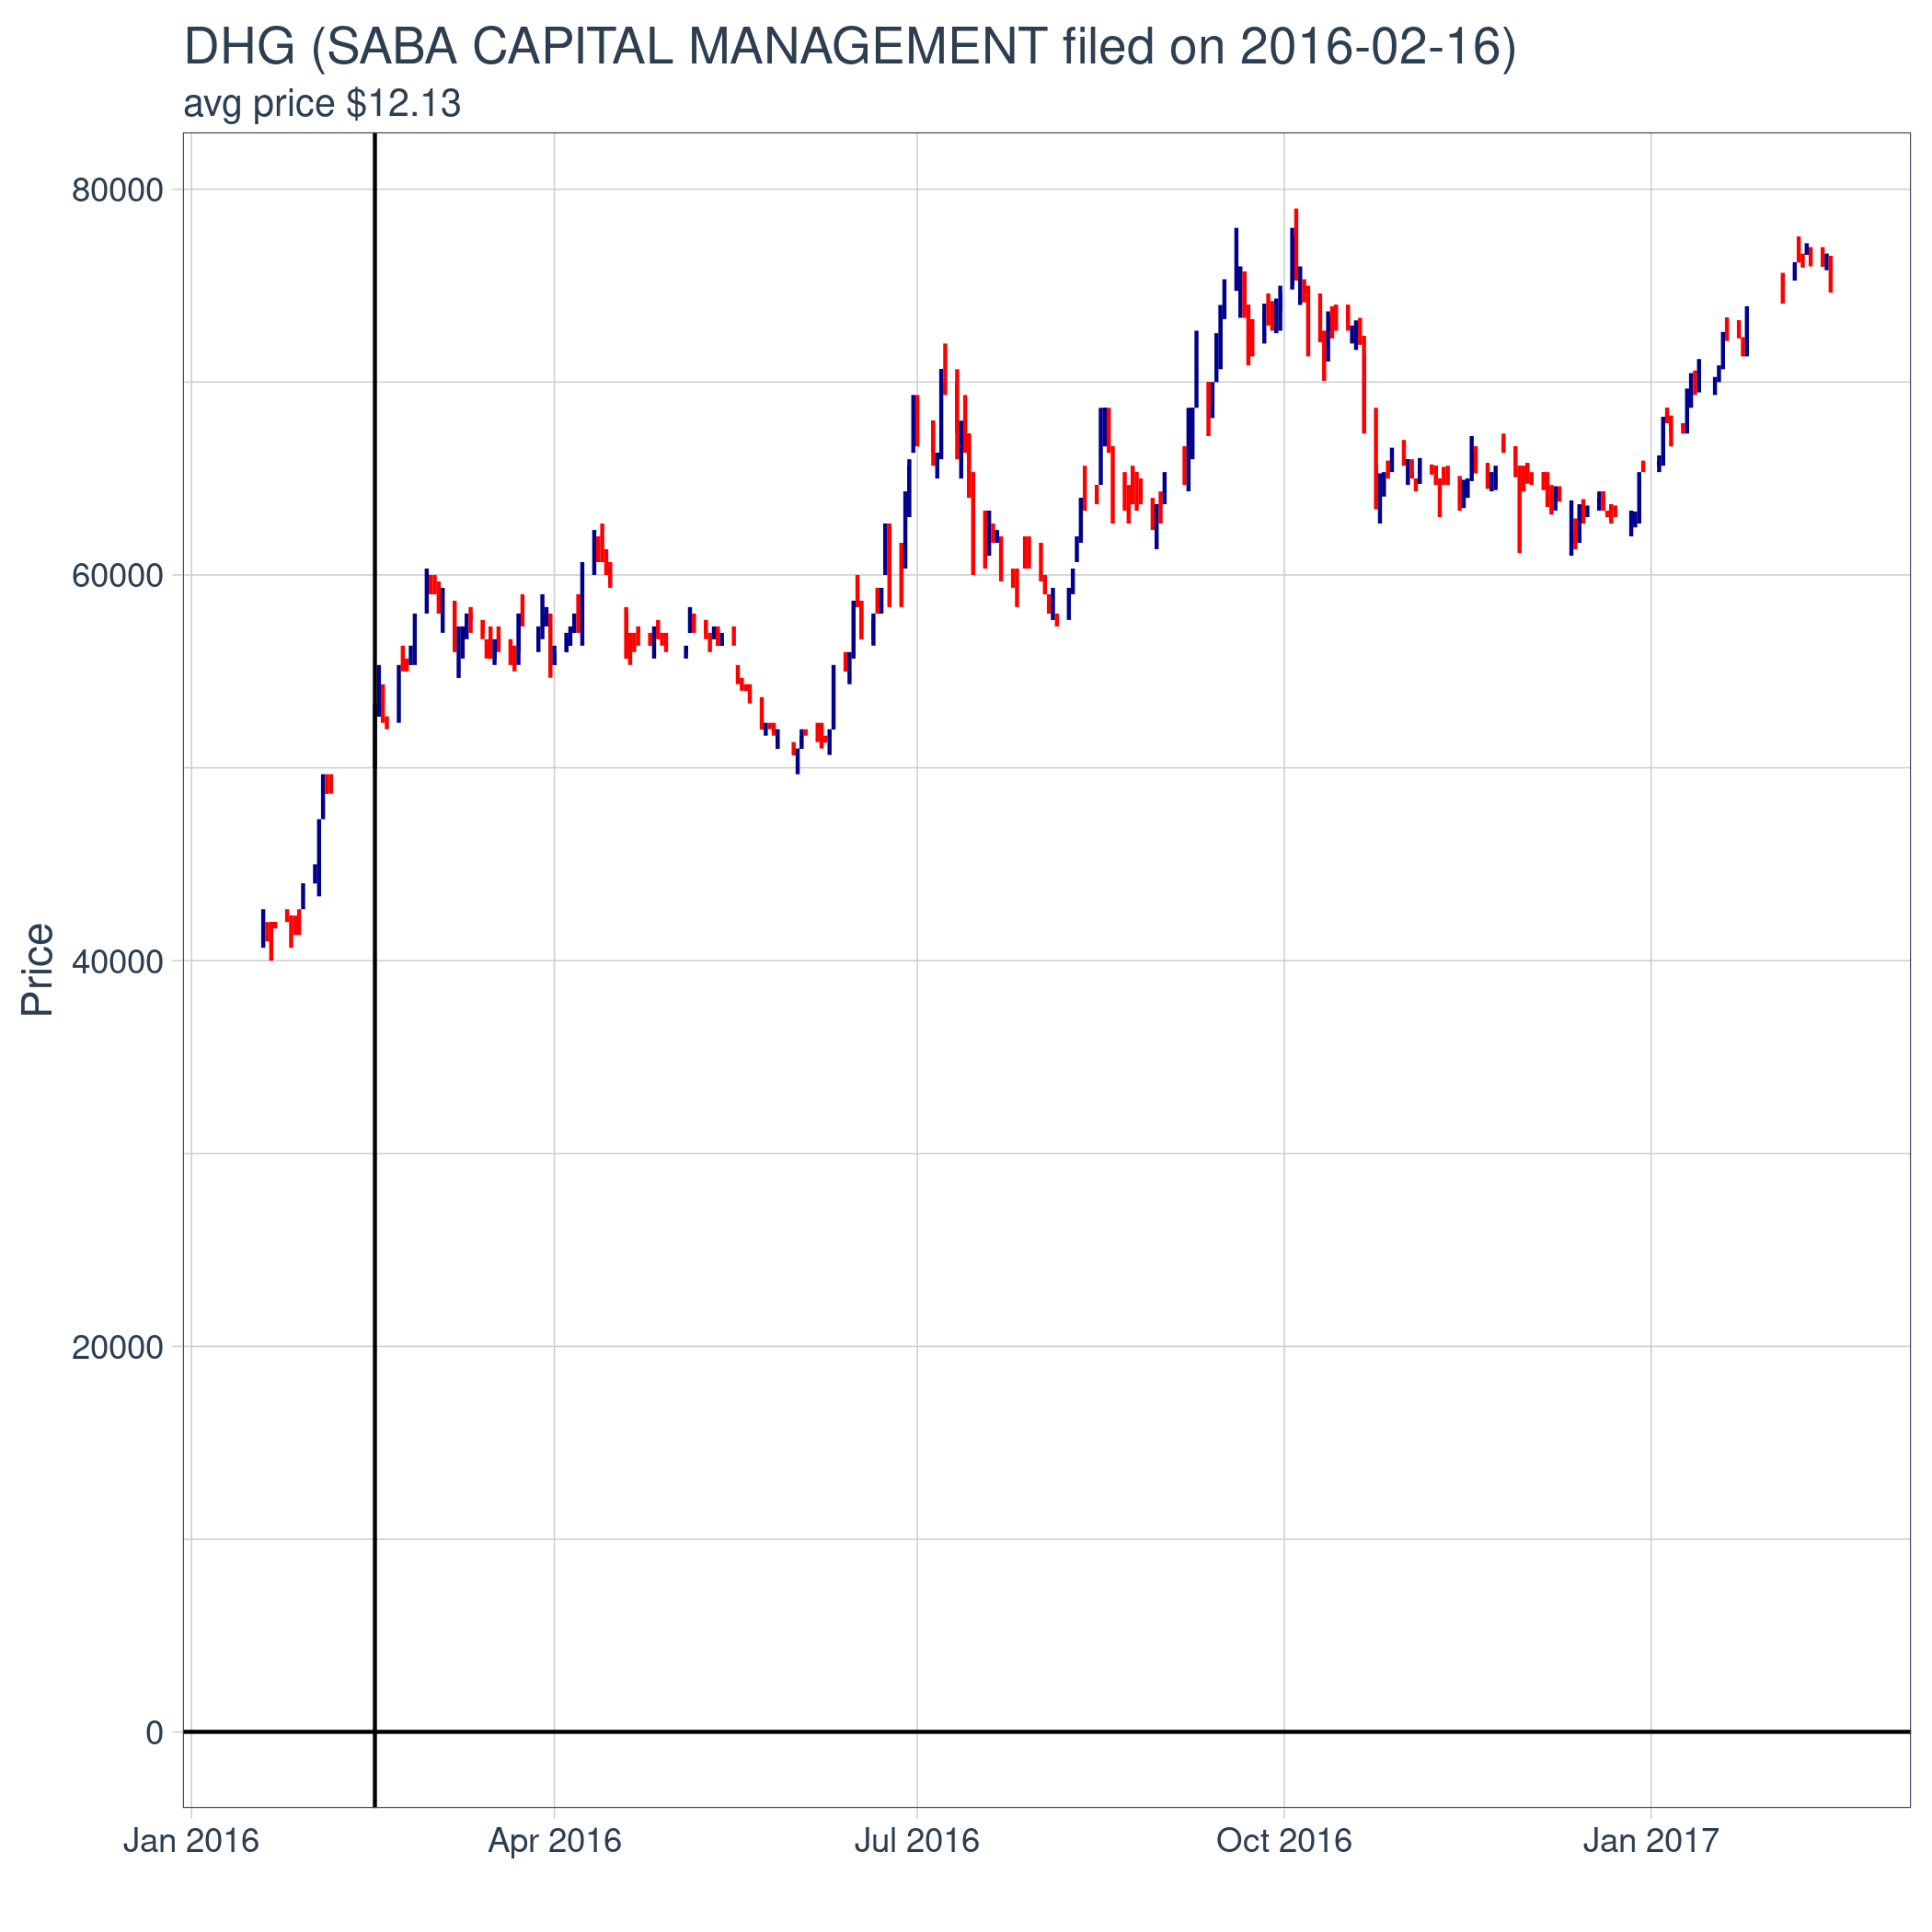 DHG (SABA CAPITAL MANAGEMENT filed on 2016-02-16)
avg price $12.13
80000
60000
40000
20000
0
Price
Jan 2016
Apr 2016
Jul 2016
Oct 2016
Jan 2017